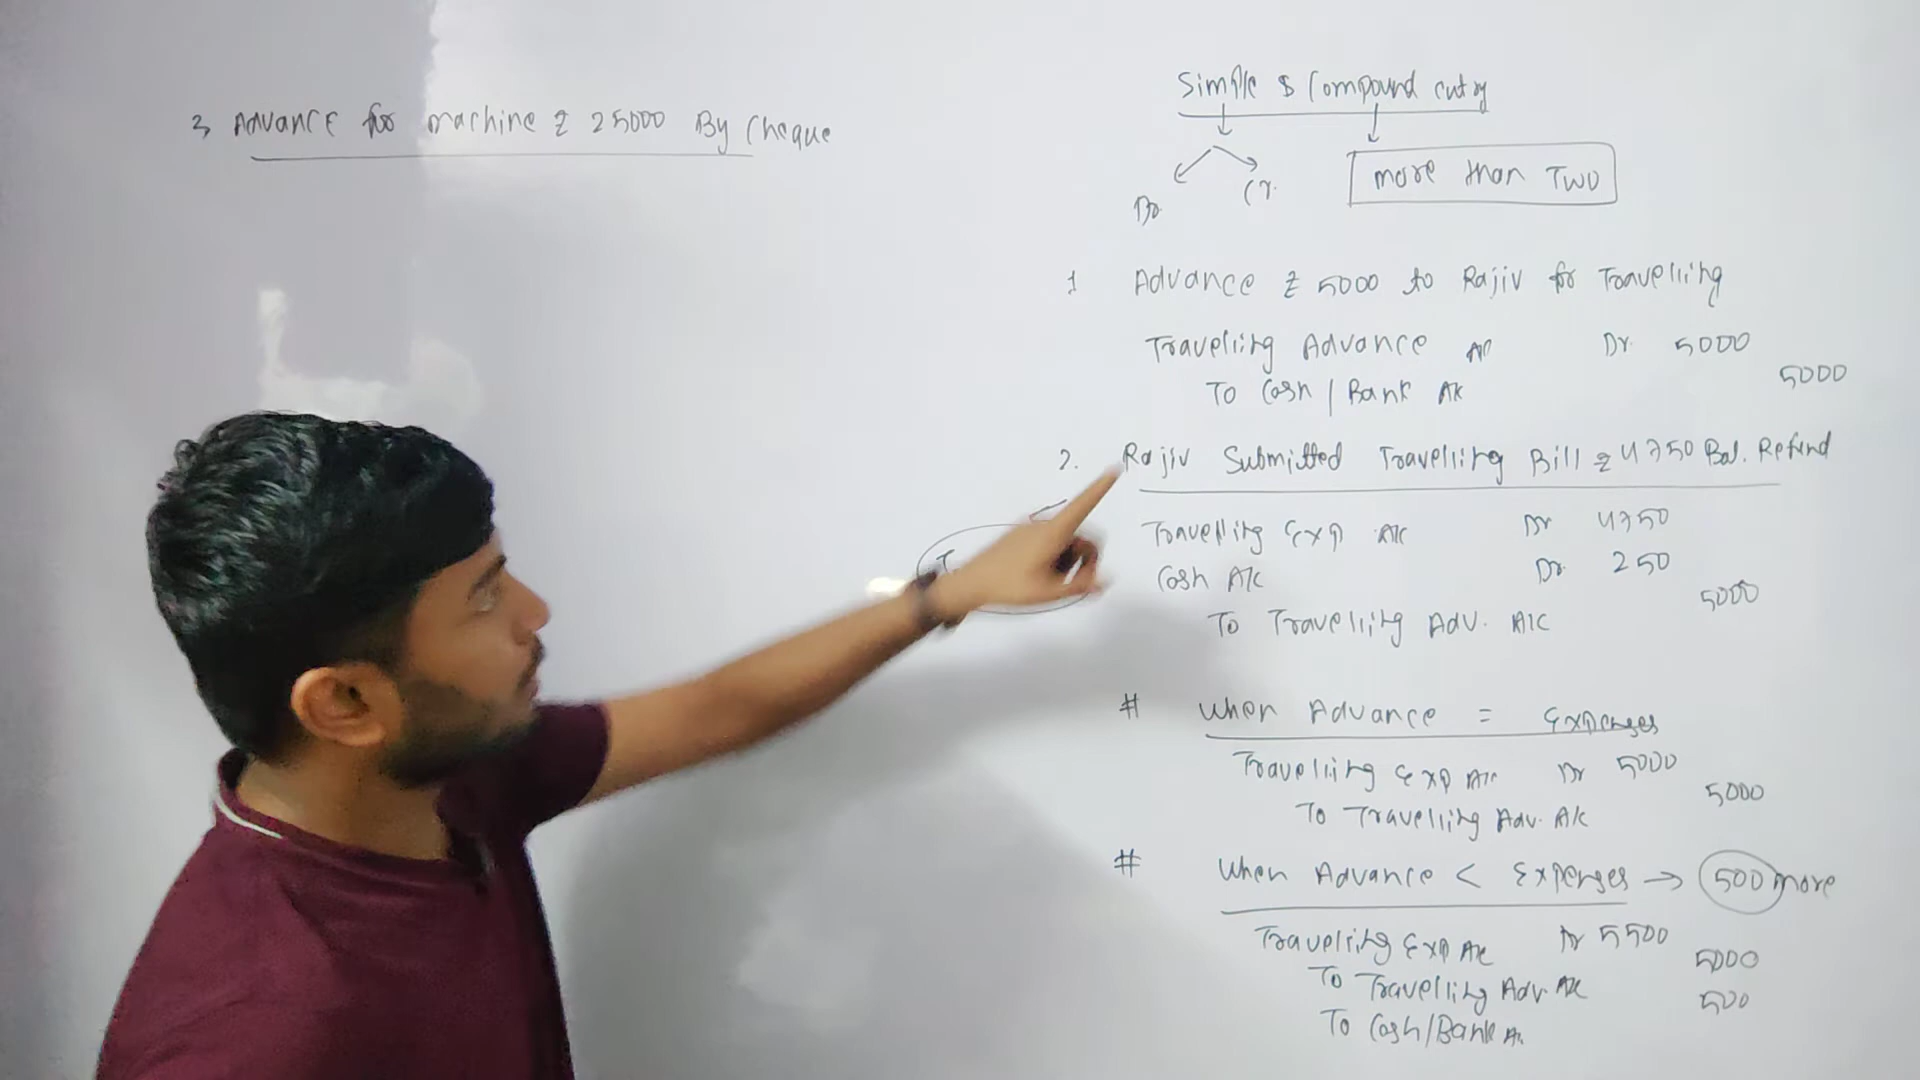 3 Advance for machine ₹ 25000 By Cheque
Simple & Compound entry
Dr. Cr.
more than Two
1 Advance ₹ 5000 to Rajiv for Travelling
Travelling Advance A/c Dr. 5000
To Cash / Bank A/c 5000
2. Rajiv Submitted Travelling Bill ₹ 4750 Bal. Refund
Travelling Exp A/c Dr 4750
Cash A/c Dr. 250
To Travelling Adv. A/c 5000
# When Advance = Expenses
Travelling Exp A/c Dr 5000
To Travelling Adv. A/c 5000
# When Advance < Expenses → 500 more
Travelling Exp A/c Dr 5500
To Travelling Adv. A/c 5000
To Cash/Bank A/c 500